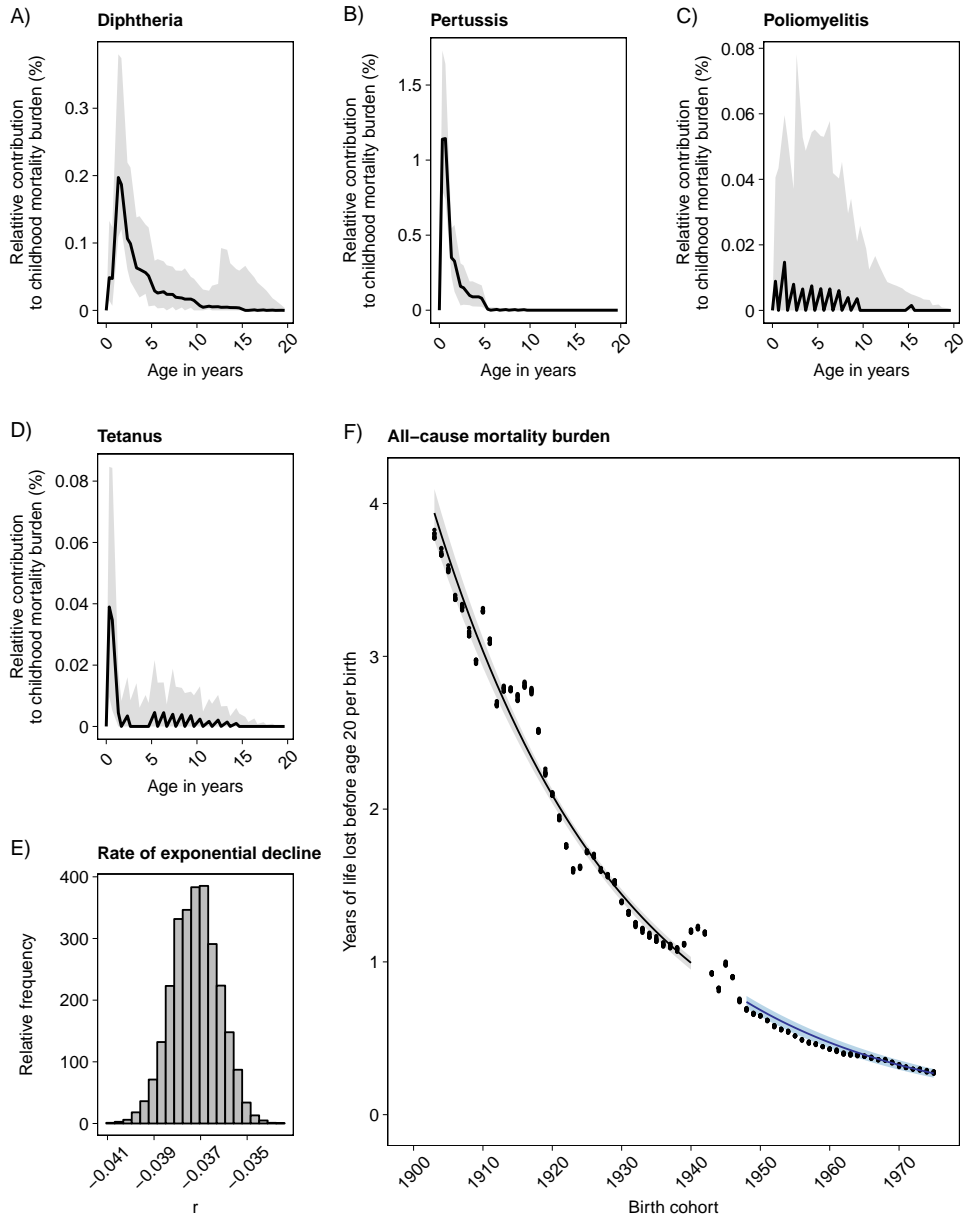 A)
Diphtheria
Relatitive contribution
to childhood mortality burden (%)
0.3
0.2
0.1
0
0
5
10
15
20
Age in years
B)
Pertussis
Relatitive contribution
to childhood mortality burden (%)
1.5
1
0.5
0
0
5
10
15
20
Age in years
C)
Poliomyelitis
Relatitive contribution
to childhood mortality burden (%)
0.08
0.06
0.04
0.02
0
0
5
10
15
20
Age in years
D)
Tetanus
Relatitive contribution
to childhood mortality burden (%)
0.08
0.06
0.04
0.02
0
0
5
10
15
20
Age in years
E)
Rate of exponential decline
Relative frequency
400
300
200
100
0
−0.041
−0.039
−0.037
−0.035
r
F)
All−cause mortality burden
Years of life lost before age 20 per birth
4
3
2
1
0
1900
1910
1920
1930
1940
1950
1960
1970
Birth cohort